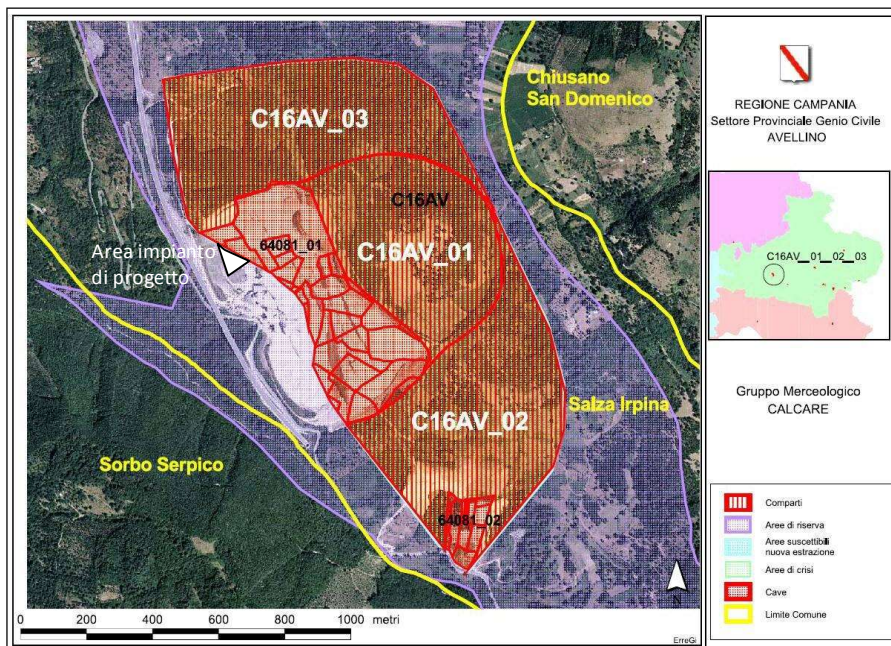 Chiusano
San Domenico
C16AV_03
C16AV
64081_01
C16AV_01
Area impianto
di progetto
Salza Irpina
C16AV_02
Sorbo Serpico
64081_02
0 200 400 600 800 1000 metri
ErreGi
REGIONE CAMPANIA
Settore Provinciale Genio Civile
AVELLINO
C16AV__01__02__03
Gruppo Merceologico
CALCARE
Comparti
Aree di riserva
Aree suscettibili
nuova estrazione
Aree di crisi
Cave
Limite Comune